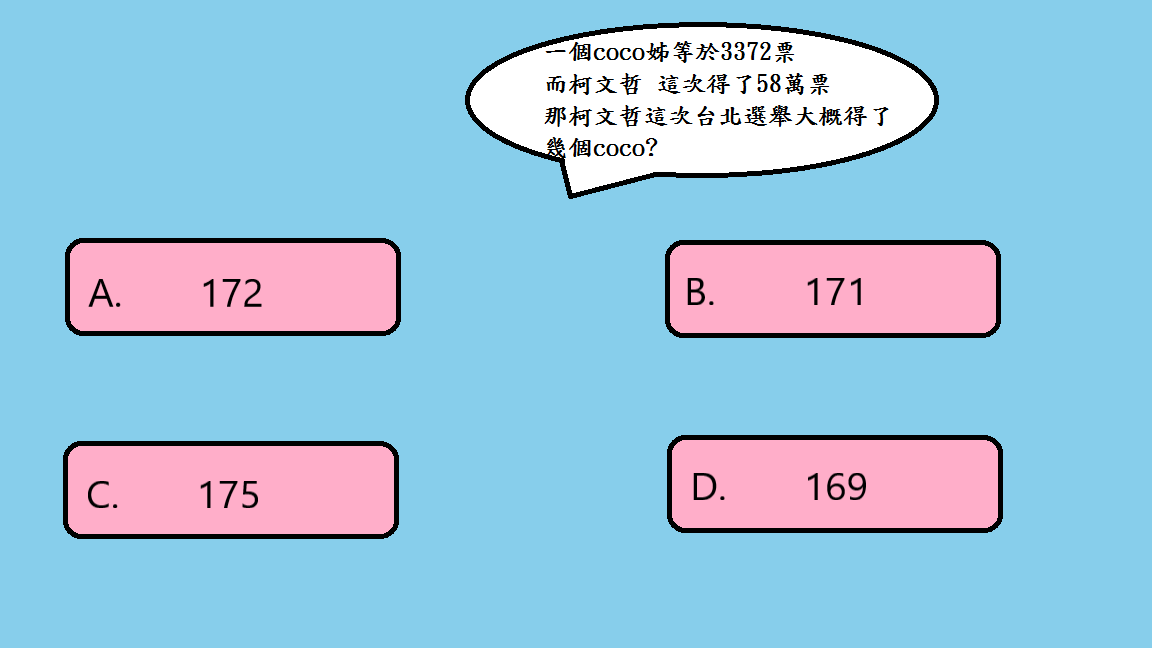 一個coco姊等於3372票
而柯文哲 這次得了58萬票
那柯文哲這次台北選舉大概得了
幾個coco?
A. 172
B. 171
C. 175
D. 169